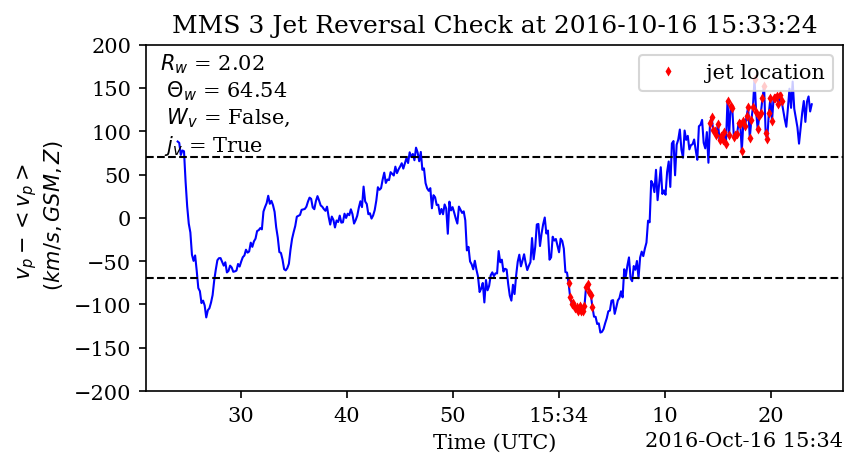 MMS 3 Jet Reversal Check at 2016-10-16 15:33:24
R_w = 2.02
Θ_w = 64.54
W_v = False,
j_v = True
jet location
200
150
100
50
0
−50
−100
−150
−200
v_p − < v_p >
(km/s, GSM, Z)
30 40 50 15:34 10 20
Time (UTC)
2016-Oct-16 15:34